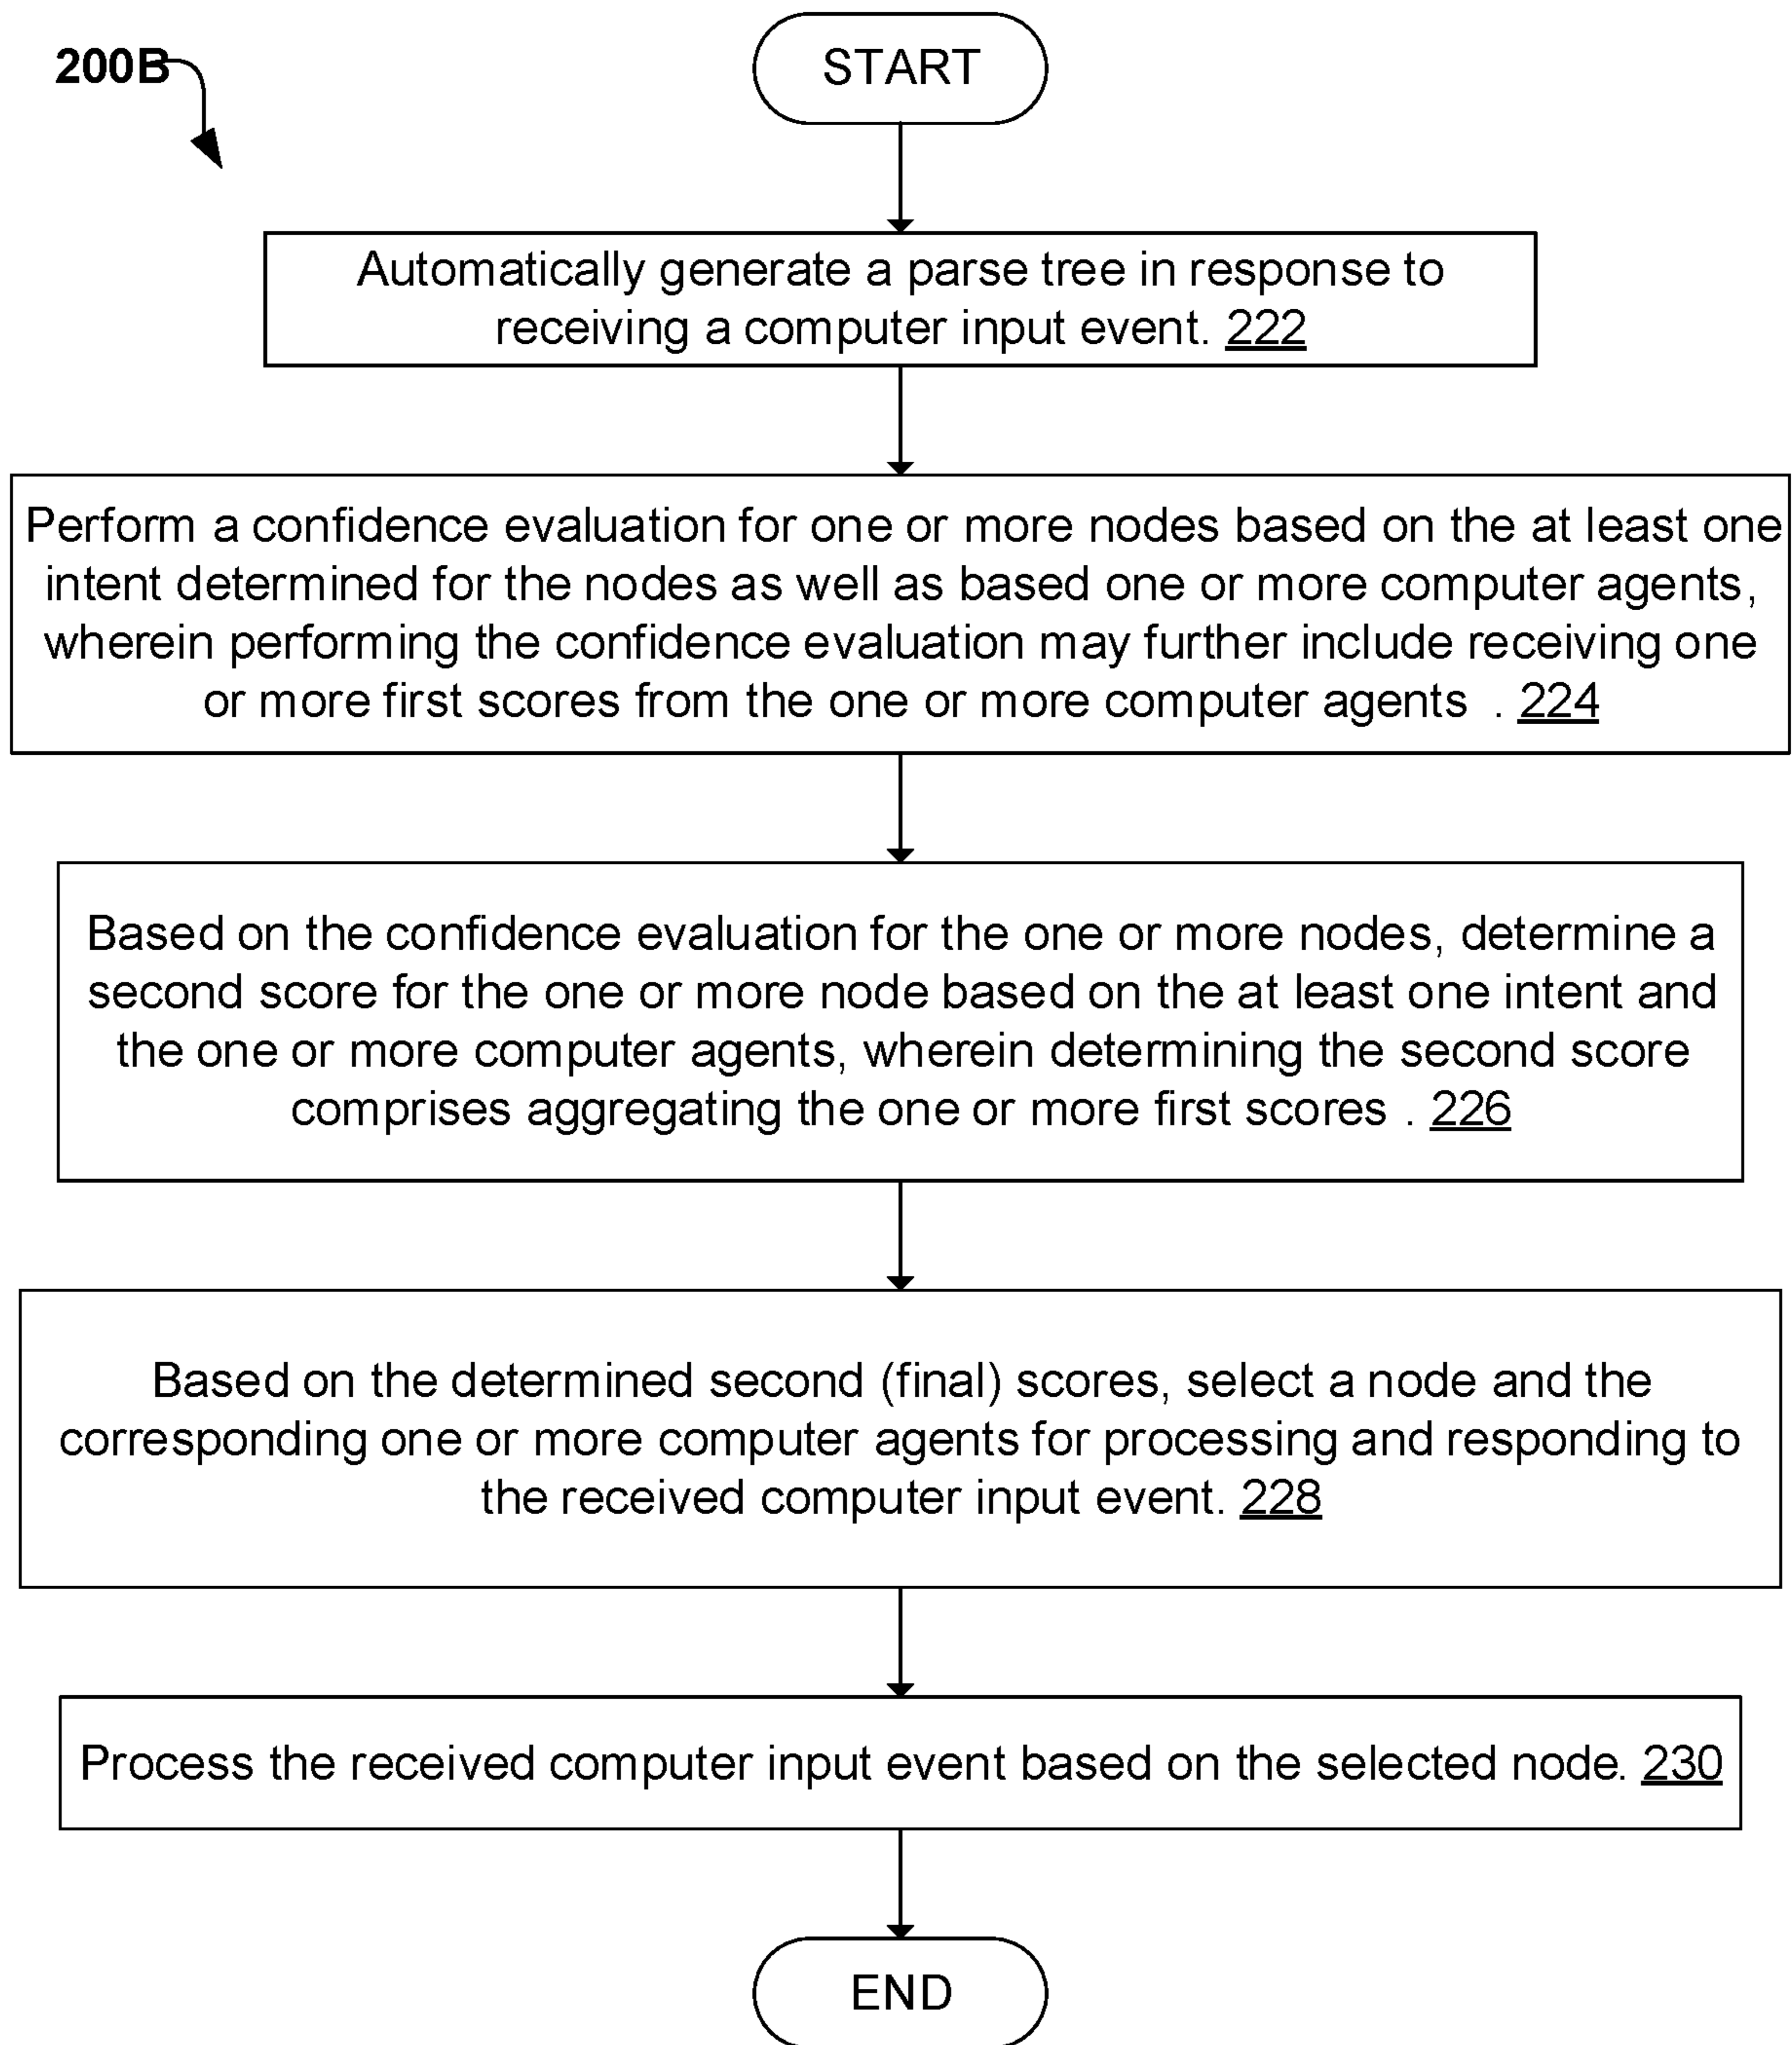 200B
START
Automatically generate a parse tree in response to
receiving a computer input event. 222
Perform a confidence evaluation for one or more nodes based on the at least one
intent determined for the nodes as well as based one or more computer agents,
wherein performing the confidence evaluation may further include receiving one
or more first scores from the one or more computer agents . 224
Based on the confidence evaluation for the one or more nodes, determine a
second score for the one or more node based on the at least one intent and
the one or more computer agents, wherein determining the second score
comprises aggregating the one or more first scores . 226
Based on the determined second (final) scores, select a node and the
corresponding one or more computer agents for processing and responding to
the received computer input event. 228
Process the received computer input event based on the selected node. 230
END